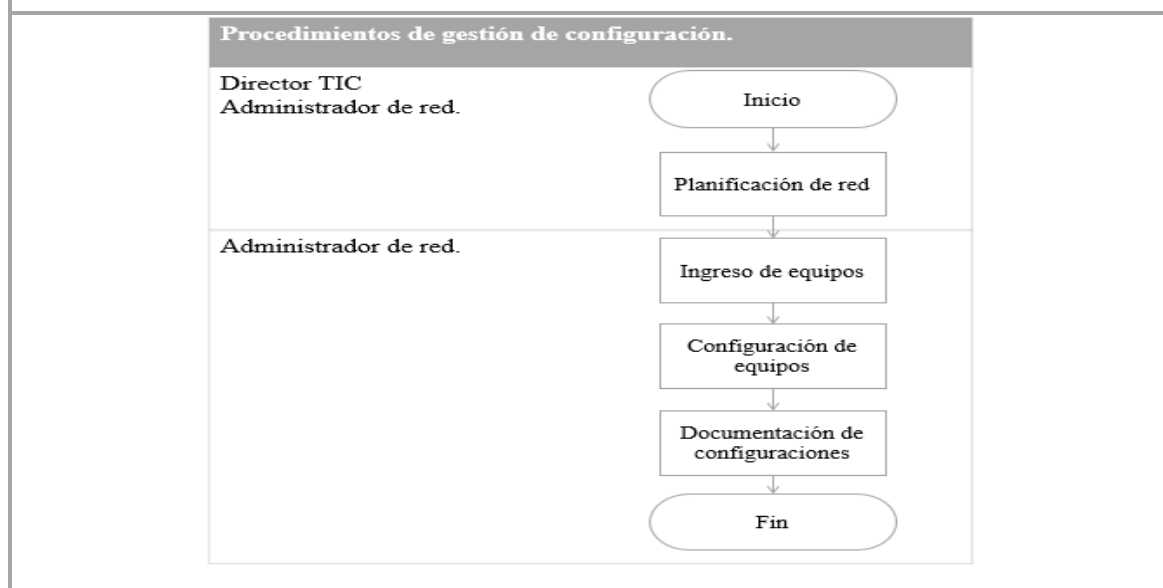 Procedimientos de gestión de configuración.
Director TIC
Administrador de red.
Inicio
Planificación de red
Administrador de red.
Ingreso de equipos
Configuración de
equipos
Documentación de
configuraciones
Fin